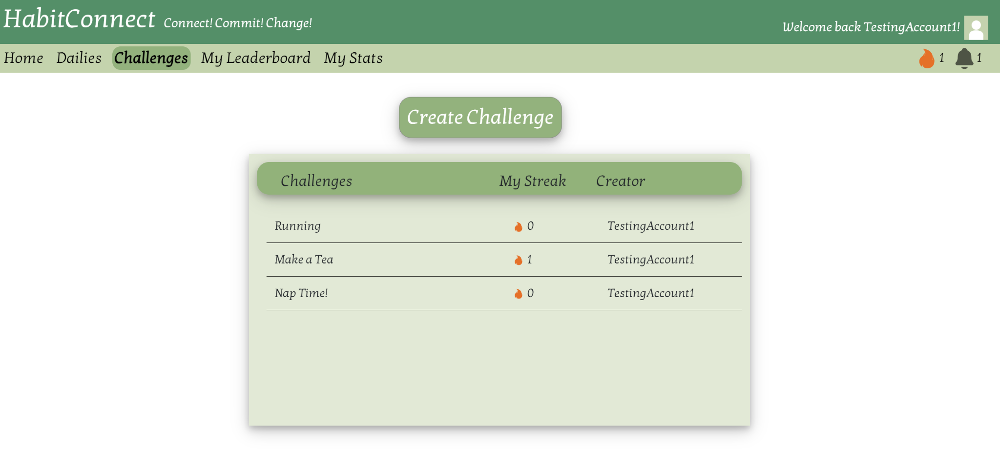 HabitConnect Connect! Commit! Change!
Welcome back TestingAccount1!
Home Dailies Challenges My Leaderboard My Stats 1 1
Create Challenge
Challenges My Streak Creator
Running 0 TestingAccount1
Make a Tea 1 TestingAccount1
Nap Time! 0 TestingAccount1